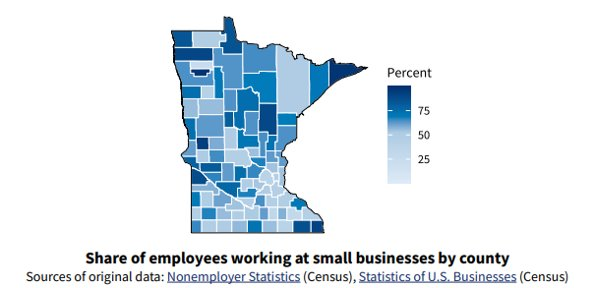 Percent
75
50
25
Share of employees working at small businesses by county
Sources of original data: Nonemployer Statistics (Census), Statistics of U.S. Businesses (Census)